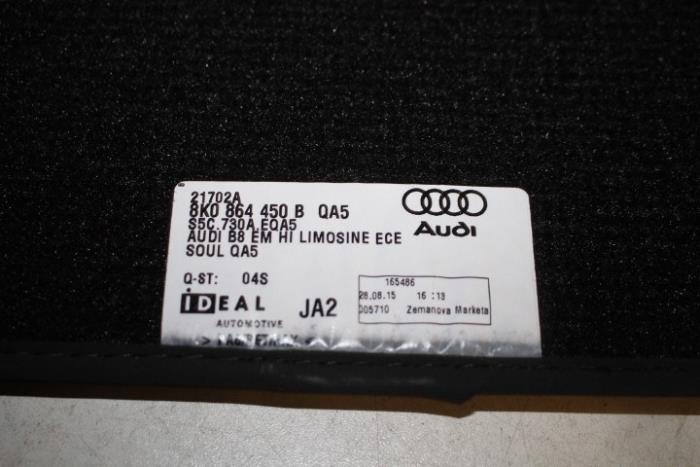 21702A
8K0 864 450 B QA5
S5C.730A.EQA5
AUDI B8 EM HI LIMOSINE ECE
SOUL QA5
Audi
Q-ST: 04S
IDEAL
AUTOMOTIVE
JA2
165486
28.08.15 16:13
005710 Zemanova Marketa